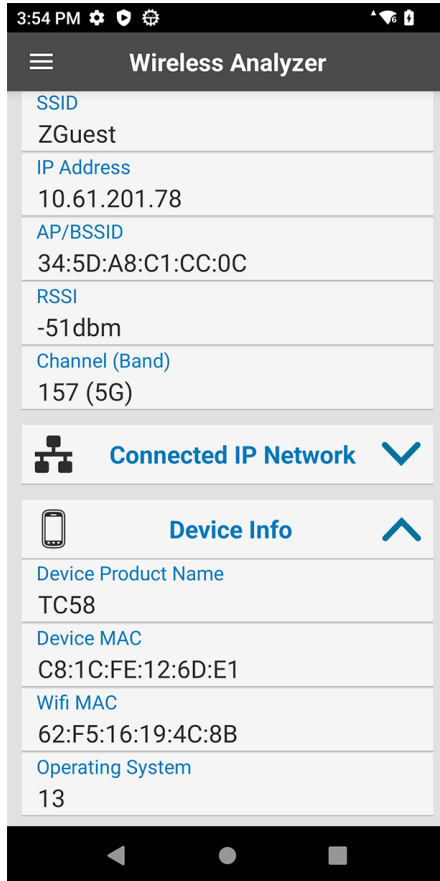 3:54 PM
Wireless Analyzer
SSID
ZGuest
IP Address
10.61.201.78
AP/BSSID
34:5D:A8:C1:CC:0C
RSSI
-51dbm
Channel (Band)
157 (5G)
Connected IP Network
Device Info
Device Product Name
TC58
Device MAC
C8:1C:FE:12:6D:E1
Wifi MAC
62:F5:16:19:4C:8B
Operating System
13